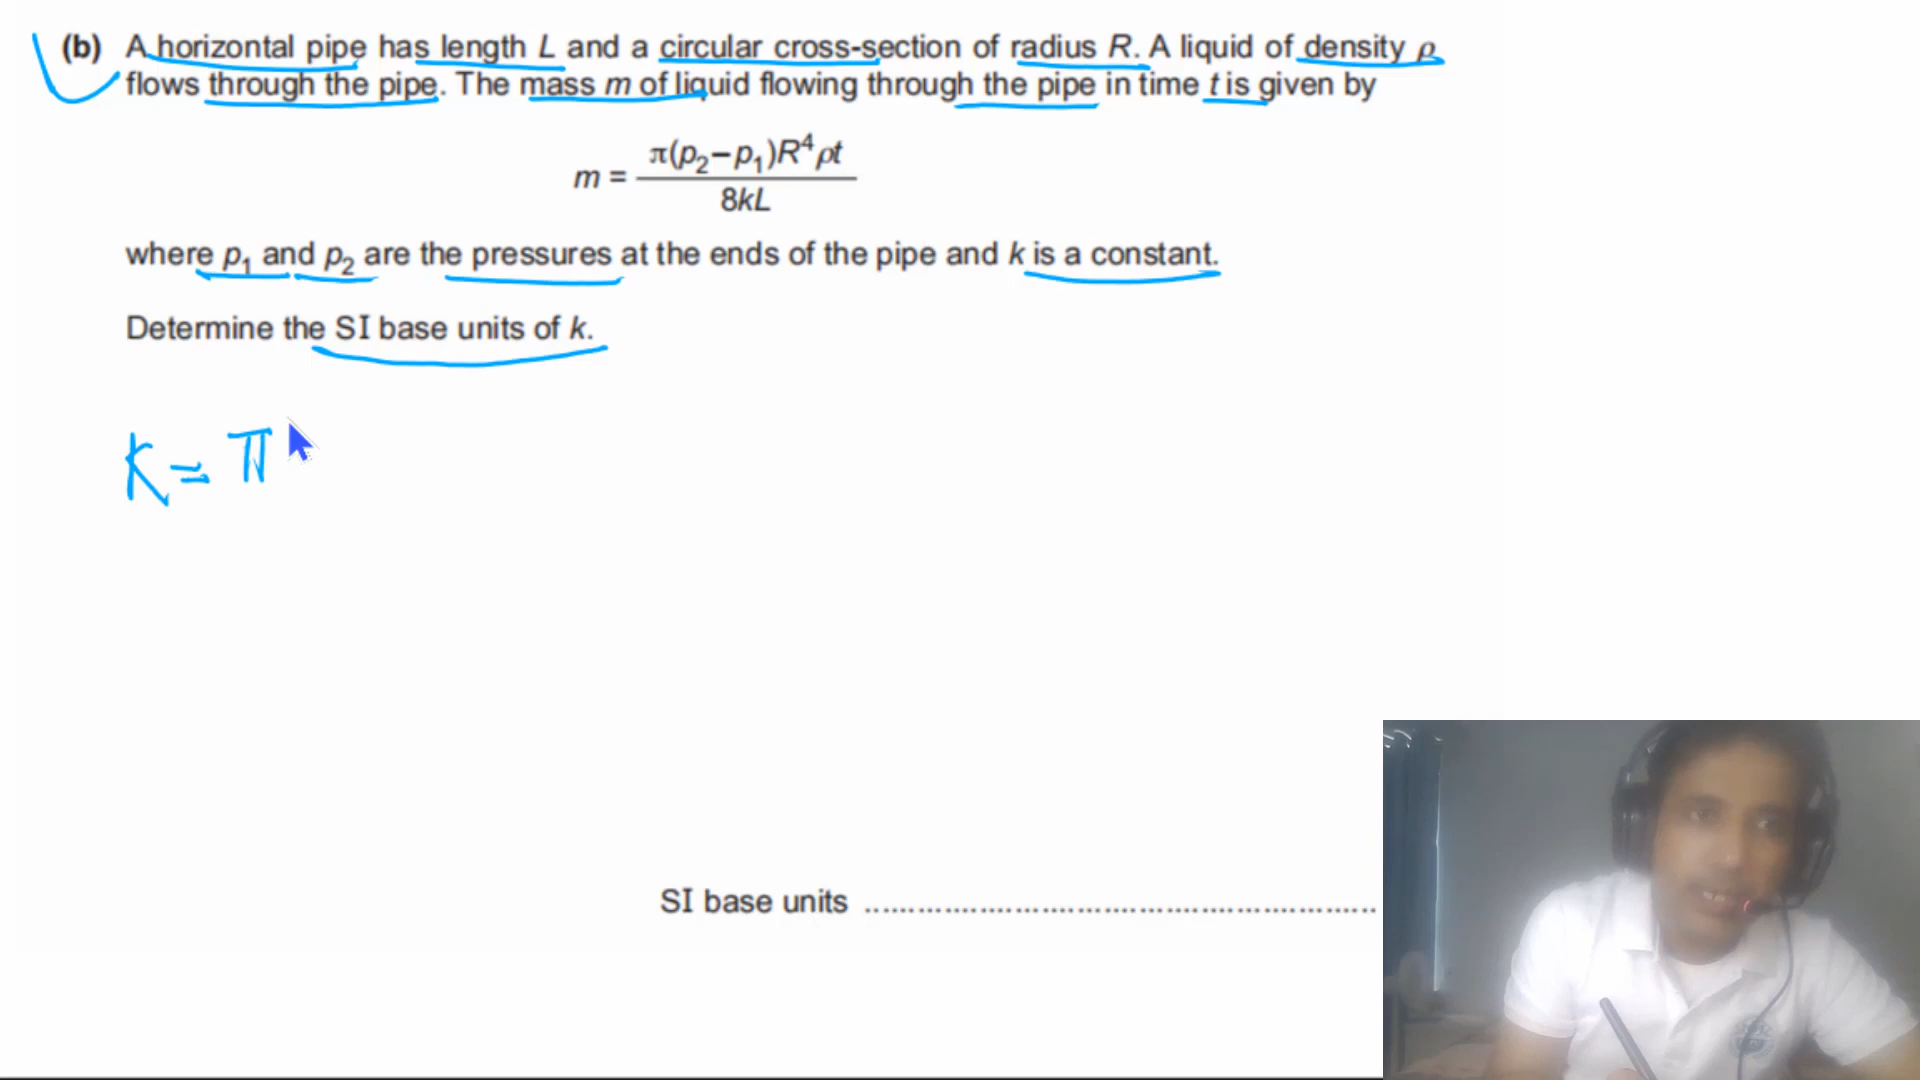 (b) A horizontal pipe has length L and a circular cross-section of radius R. A liquid of density ρ
flows through the pipe. The mass m of liquid flowing through the pipe in time t is given by
m = π(p₂–p₁)R⁴ρt / 8kL
where p₁ and p₂ are the pressures at the ends of the pipe and k is a constant.
Determine the SI base units of k.
K = π
SI base units ..................................................